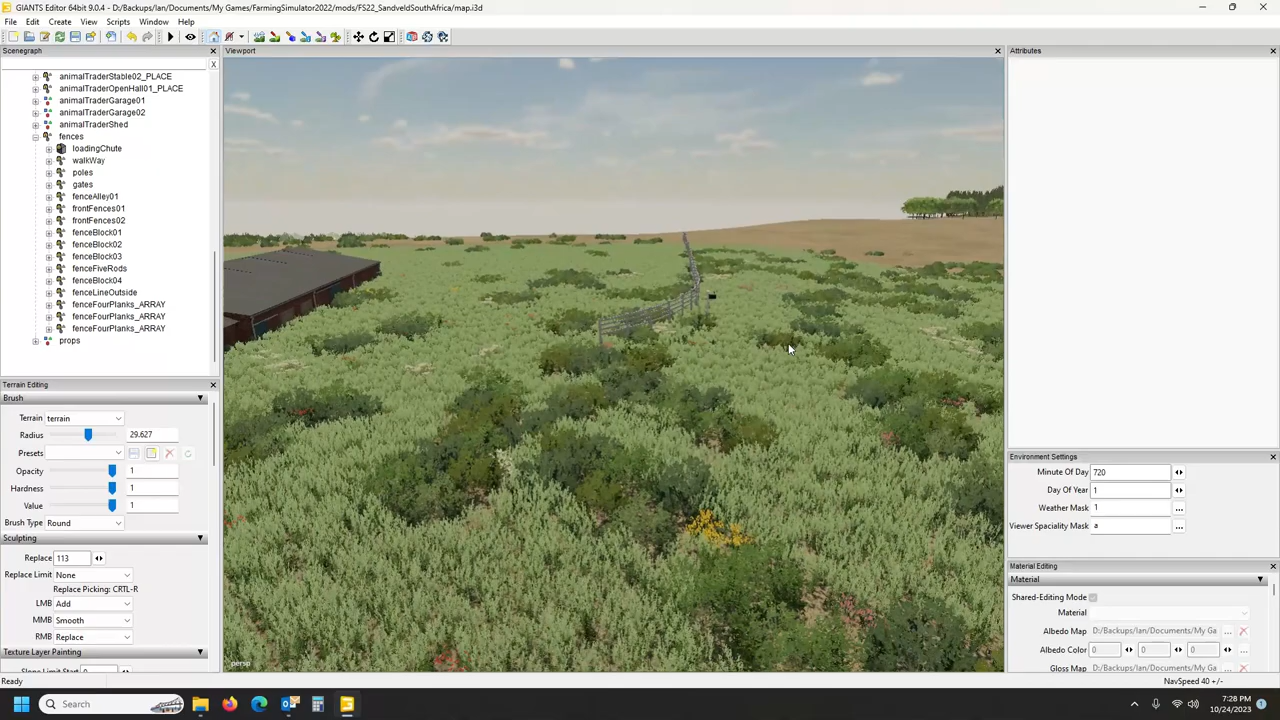 GIANTS Editor 64bit 9.0.4 - D:/Backups/Ian/Documents/My Games/FarmingSimulator2022/mods/FS22_SandveldSouthAfrica/map.i3d
File Edit Create View Scripts Window Help
Scenegraph
X
animalTraderStable02_PLACE
animalTraderOpenHall01_PLACE
animalTraderGarage01
animalTraderGarage02
animalTraderShed
fences
loadingChute
walkWay
poles
gates
fenceAlley01
frontFences01
frontFences02
fenceBlock01
fenceBlock02
fenceBlock03
fenceFiveRods
fenceBlock04
fenceLineOutside
fenceFourPlanks_ARRAY
fenceFourPlanks_ARRAY
fenceFourPlanks_ARRAY
props
Terrain Editing
Brush
Terrain terrain
Radius 29.627
Presets
Opacity 1
Hardness 1
Value 1
Brush Type Round
Sculpting
Replace 113
Replace Limit None
Replace Picking: CRTL-R
LMB Add
MMB Smooth
RMB Replace
Texture Layer Painting
Slope Limit Start 0
Ready
Viewport
persp
Attributes
Environment Settings
Minute Of Day 720
Day Of Year 1
Weather Mask 1 ...
Viewer Spaciality Mask a ...
Material Editing
Material
Shared-Editing Mode
Material
Albedo Map D:/Backups/Ian/Documents/My Ga ...
Albedo Color 0 0 0 ...
Gloss Map D:/Backups/Ian/Documents/My Ga ...
NavSpeed 40 +/-
Search
7:28 PM
10/24/2023